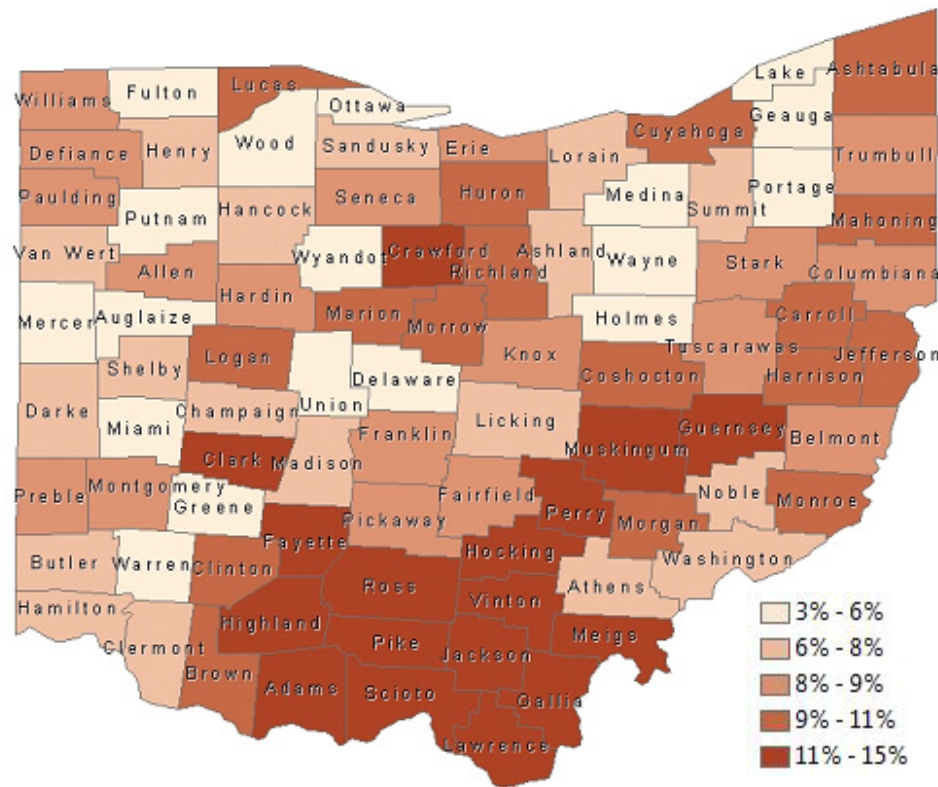 Lake
Ashtabula
Lucas
Fulton
Williams
Ottawa
Geauga
Cuyahoga
Wood
Sandusky
Erie
Henry
Defiance
Lorain
Trumbull
Portage
Medina
Huron
Seneca
Paulding
Summit
Hancock
Putnam
Mahoning
Van Wert
Wyandot
Crawford
Ashland
Wayne
Stark
Richland
Allen
Columbiana
Hardin
Mercer
Auglaize
Marion
Morrow
Holmes
Carroll
Tuscarawas
Jefferson
Knox
Logan
Shelby
Delaware
Coshocton
Harrison
Union
Darke
Champaign
Licking
Miami
Franklin
Guernsey
Belmont
Muskingum
Clark
Madison
Montgomery
Preble
Fairfield
Noble
Monroe
Greene
Pickaway
Perry
Morgan
Fayette
Hocking
Washington
Butler
Warren
Clinton
Ross
Athens
Vinton
Hamilton
Highland
Meigs
Pike
Clermont
Jackson
Brown
Adams
Scioto
Gallia
Lawrence
3% - 6%
6% - 8%
8% - 9%
9% - 11%
11% - 15%